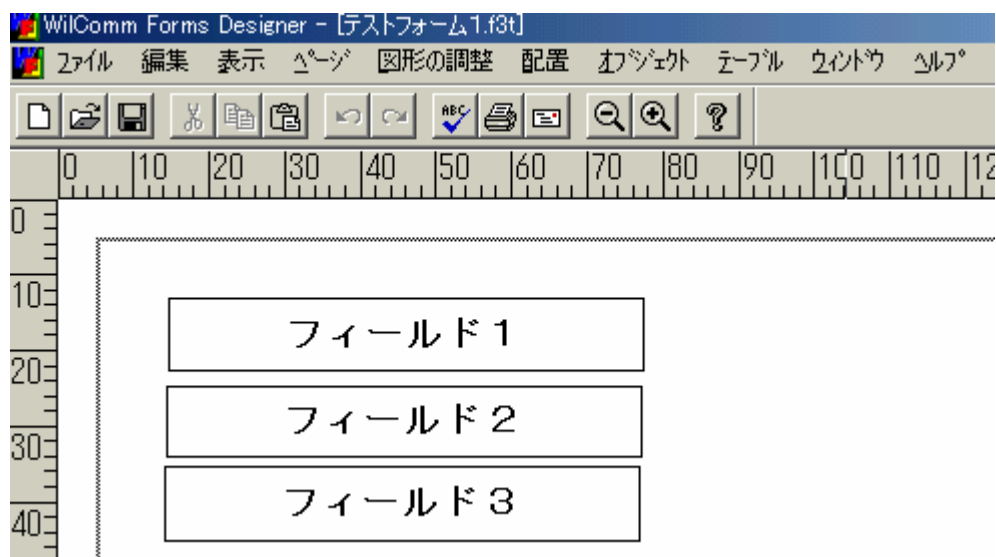 WilComm Forms Designer - [テストフォーム1.f3t]
ﾌｧｲﾙ 編集 表示 ﾍﾟｰｼﾞ 図形の調整 配置 ｵﾌﾞｼﾞｪｸﾄ ﾃｰﾌﾞﾙ ｳｨﾝﾄﾞｳ ﾍﾙﾌﾟ
ABC
0 10 20 30 40 50 60 70 80 90 100 110 12
0
10
フィールド１
20
フィールド２
30
フィールド３
40